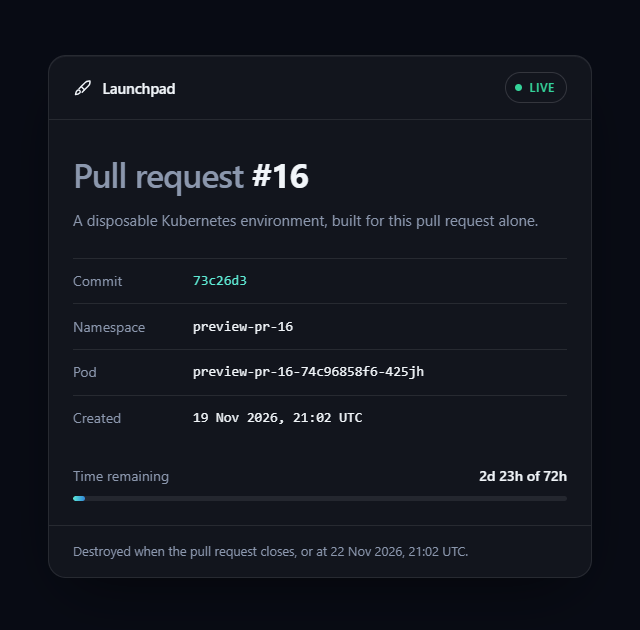 Launchpad
LIVE
Pull request #16
A disposable Kubernetes environment, built for this pull request alone.
Commit 73c26d3
Namespace preview-pr-16
Pod preview-pr-16-74c96858f6-425jh
Created 19 Nov 2026, 21:02 UTC
Time remaining 2d 23h of 72h
Destroyed when the pull request closes, or at 22 Nov 2026, 21:02 UTC.